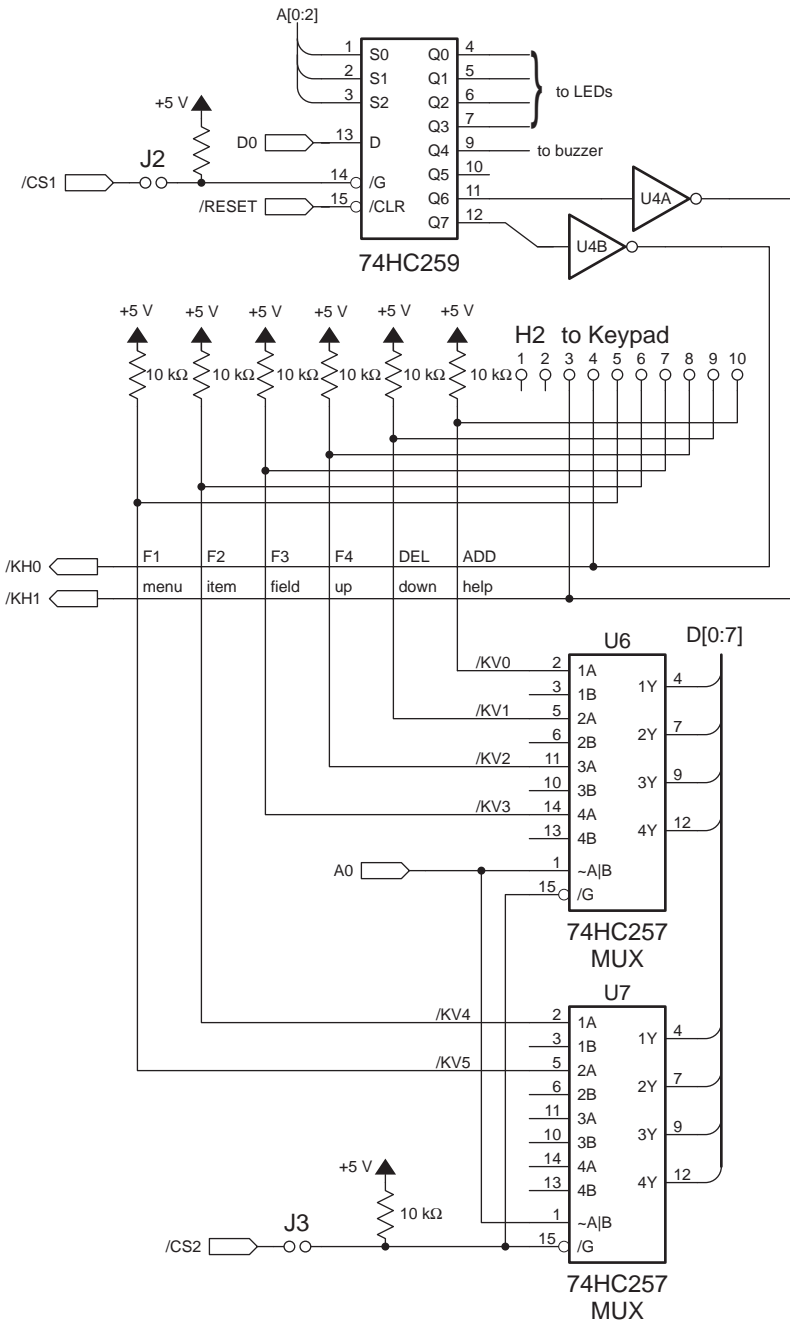 A[0:2]
1 S0 Q0 4
2 S1 Q1 5
3 S2 Q2 6
Q3 7
to LEDs
+5 V
D0 13 D
Q4 9 to buzzer
J2
Q5 10
/CS1 14 /G
Q6 11 U4A
/RESET 15 /CLR
Q7 12
U4B
74HC259
+5 V +5 V +5 V +5 V +5 V +5 V
H2 to Keypad
1 2 3 4 5 6 7 8 9 10
10 kΩ 10 kΩ 10 kΩ 10 kΩ 10 kΩ 10 kΩ
/KH0 F1 F2 F3 F4 DEL ADD
/KH1 menu item field up down help
U6 D[0:7]
/KV0 2 1A
1Y 4
3 1B
/KV1 5 2A
2Y 7
6 2B
/KV2 11 3A
3Y 9
10 3B
/KV3 14 4A
4Y 12
13 4B
A0 1 ~A|B
15 /G
74HC257
MUX
U7
/KV4 2 1A
1Y 4
3 1B
/KV5 5 2A
2Y 7
6 2B
11 3A
3Y 9
10 3B
14 4A
4Y 12
13 4B
+5 V
10 kΩ
1 ~A|B
J3
/CS2 15 /G
74HC257
MUX